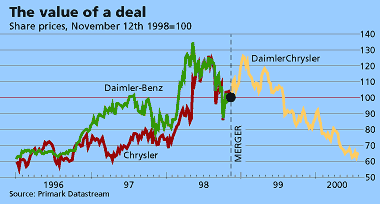 The value of a deal
Share prices, November 12th 1998=100
140
130
120
110
100
90
80
70
60
50
DaimlerChrysler
Daimler-Benz
Chrysler
MERGER
1996
97
98
99
2000
Source: Primark Datastream